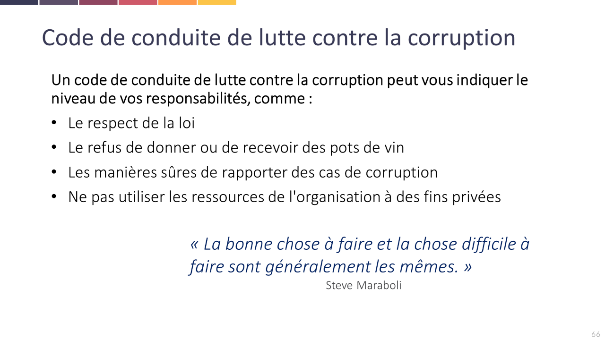 Code de conduite de lutte contre la corruption
Un code de conduite de lutte contre la corruption peut vous indiquer le
niveau de vos responsabilités, comme :
• Le respect de la loi
• Le refus de donner ou de recevoir des pots de vin
• Les manières sûres de rapporter des cas de corruption
• Ne pas utiliser les ressources de l'organisation à des fins privées
« La bonne chose à faire et la chose difficile à
faire sont généralement les mêmes. »
Steve Maraboli
66